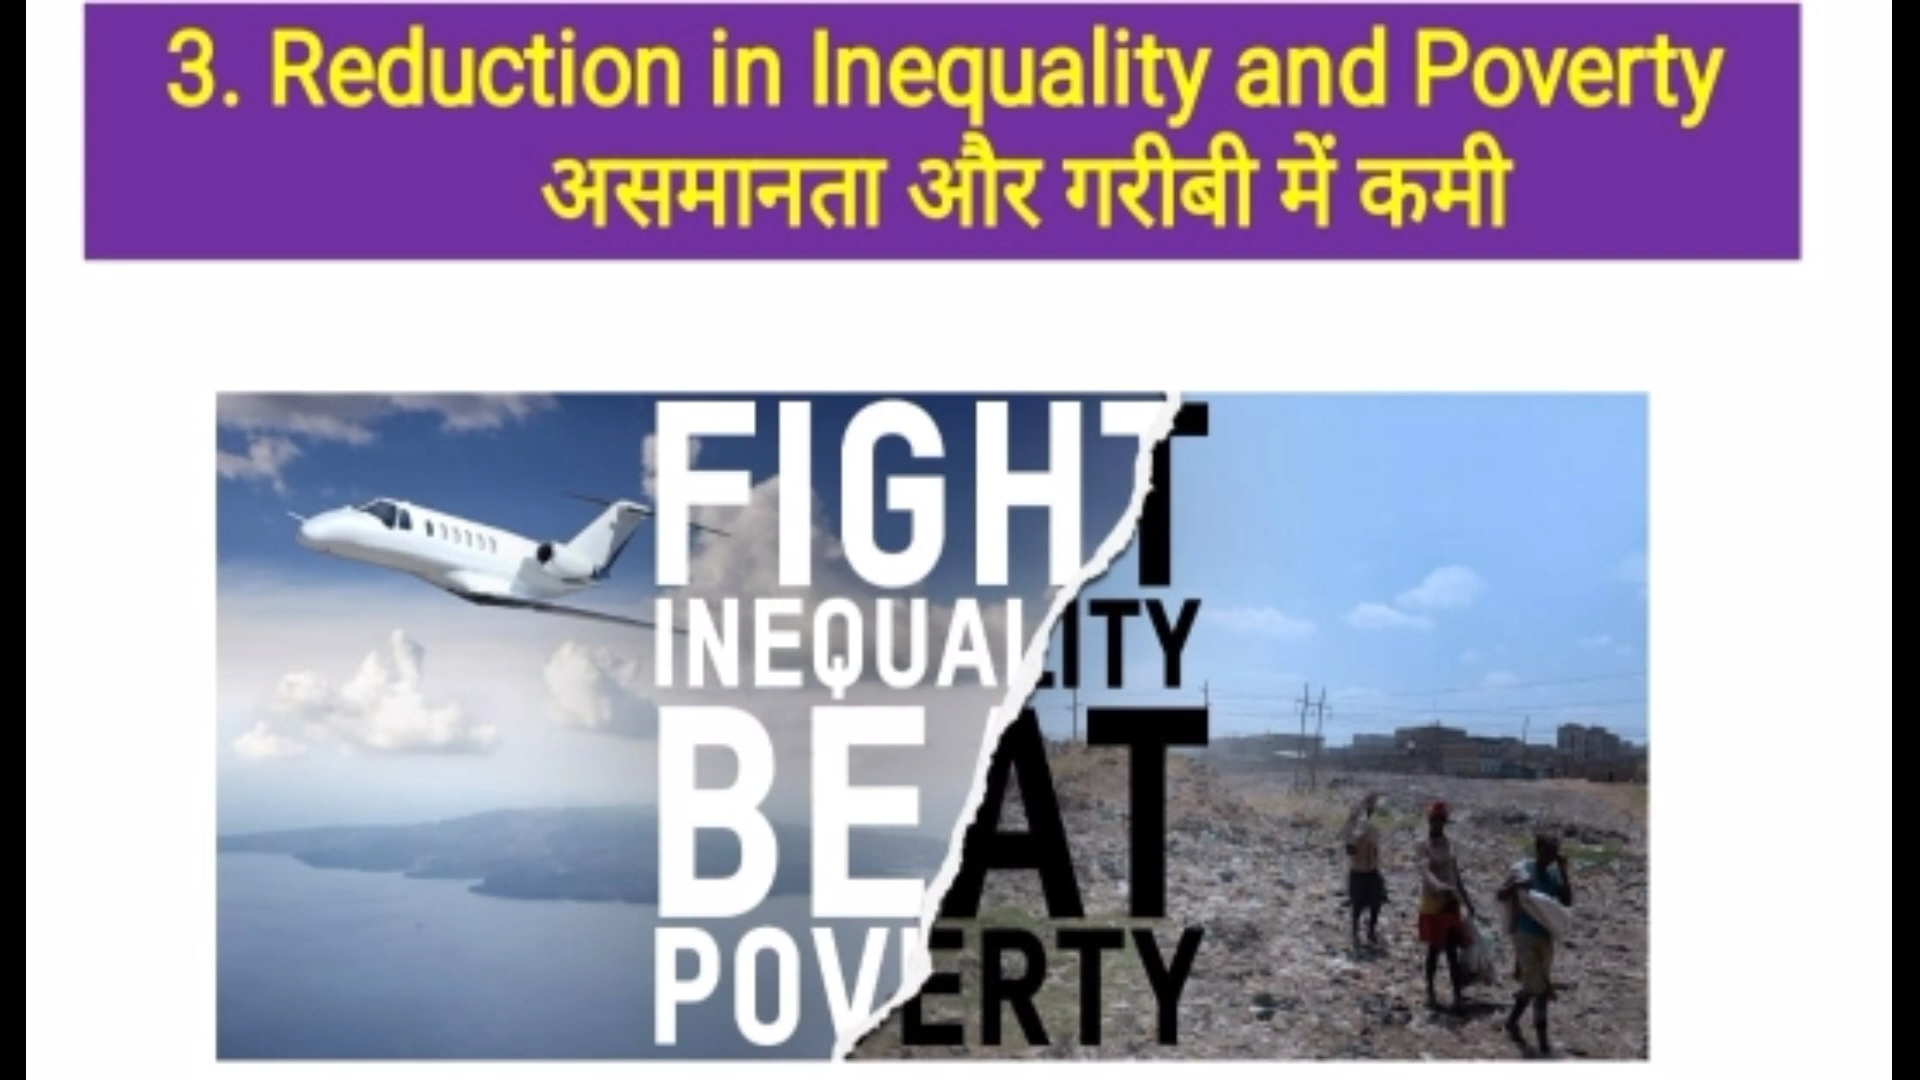 3. Reduction in Inequality and Poverty
असमानता और गरीबी में कमी
FIGHT
INEQUALITY
BEAT
POVERTY